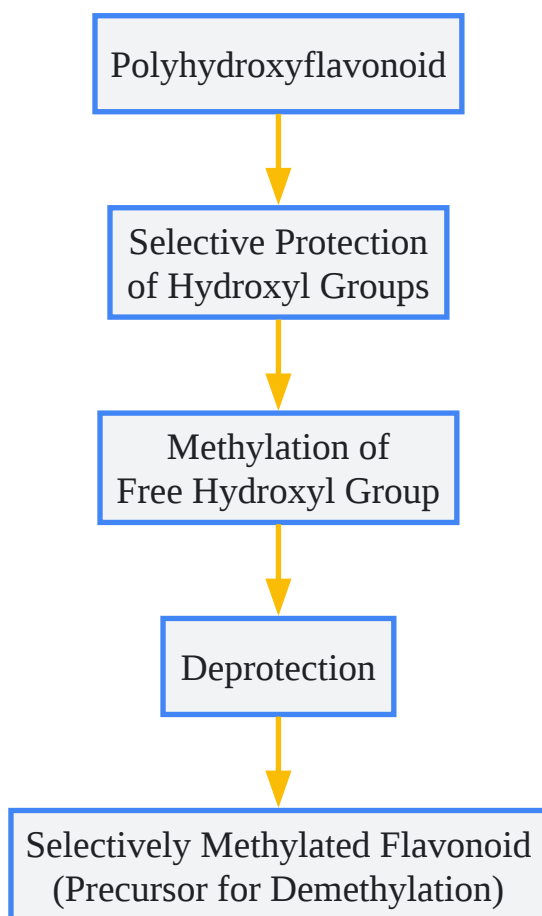 Polyhydroxyflavonoid
Selective Protection
of Hydroxyl Groups
Methylation of
Free Hydroxyl Group
Deprotection
Selectively Methylated Flavonoid
(Precursor for Demethylation)